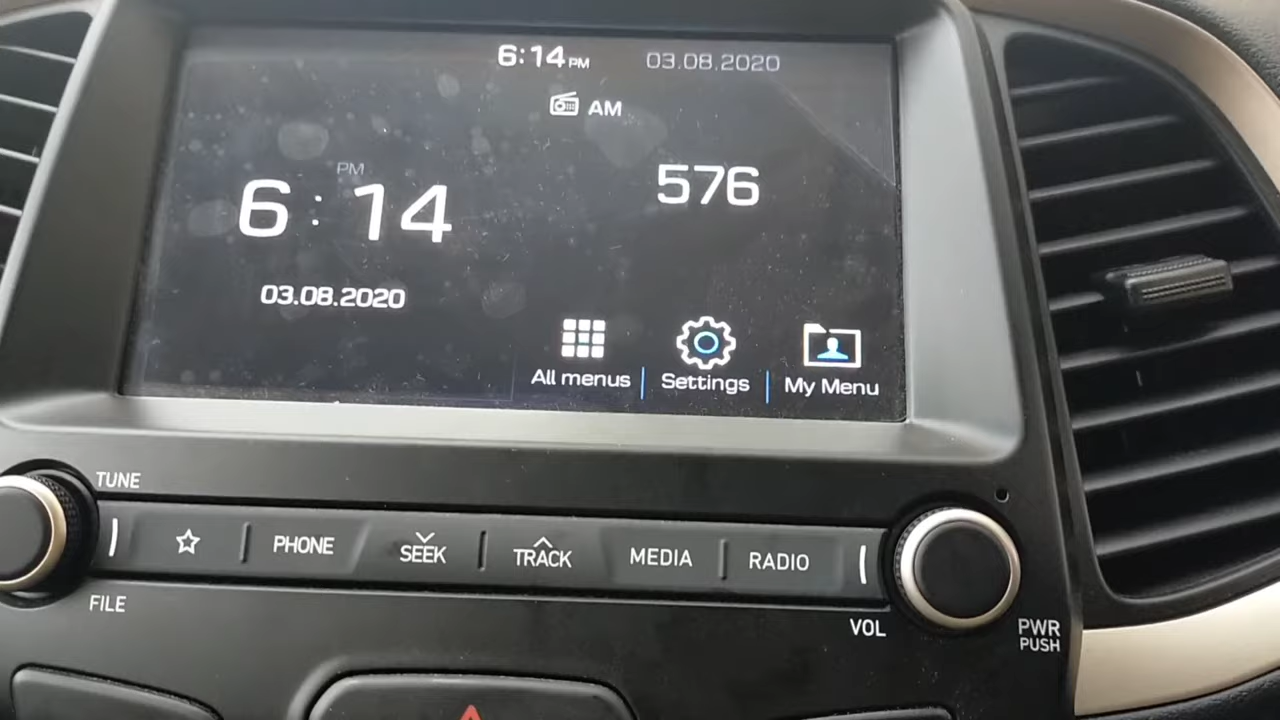 6:14 PM 03.08.2020
AM
PM
6:14
576
03.08.2020
All menus Settings My Menu
TUNE
PHONE SEEK TRACK MEDIA RADIO
FILE
VOL
PWR
PUSH